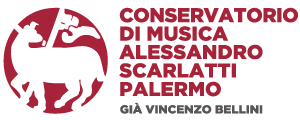 CONSERVATORIO
DI MUSICA
ALESSANDRO
SCARLATTI
PALERMO
GIÀ VINCENZO BELLINI